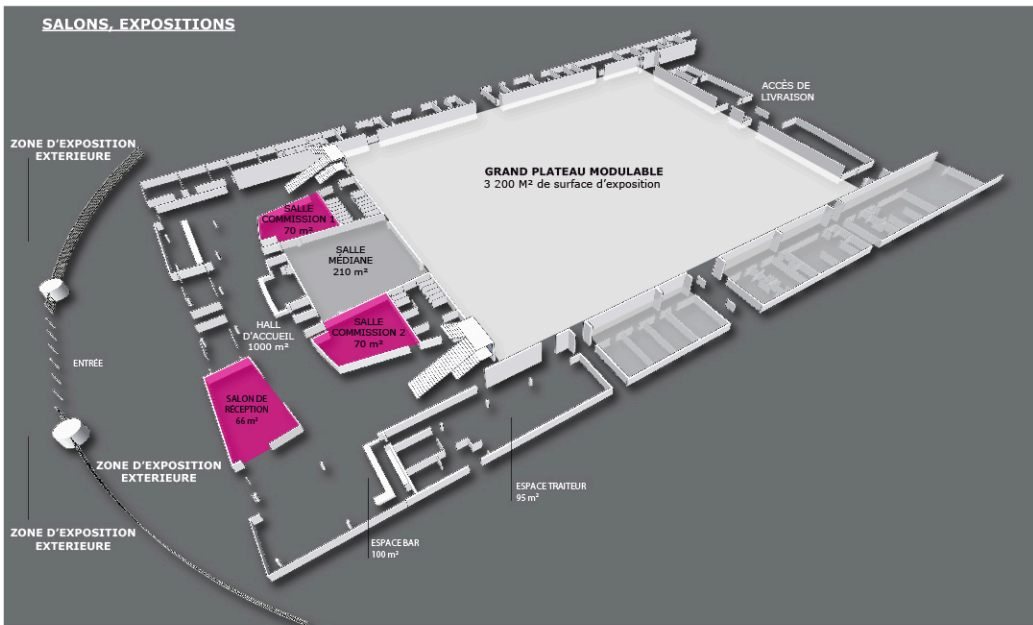 SALONS, EXPOSITIONS
ACCÈS DE
LIVRAISON
ZONE D'EXPOSITION
EXTERIEURE
GRAND PLATEAU MODULABLE
3 200 M² de surface d'exposition
SALLE
COMMISSION 1
70 m²
SALLE
MÉDIANE
210 m²
SALLE
COMMISSION 2
70 m²
HALL
D'ACCUEIL
1000 m²
ENTRÉE
SALON DE
RÉCEPTION
66 m²
ZONE D'EXPOSITION
EXTERIEURE
ESPACE TRAITEUR
95 m²
ZONE D'EXPOSITION
EXTERIEURE
ESPACE BAR
100 m²